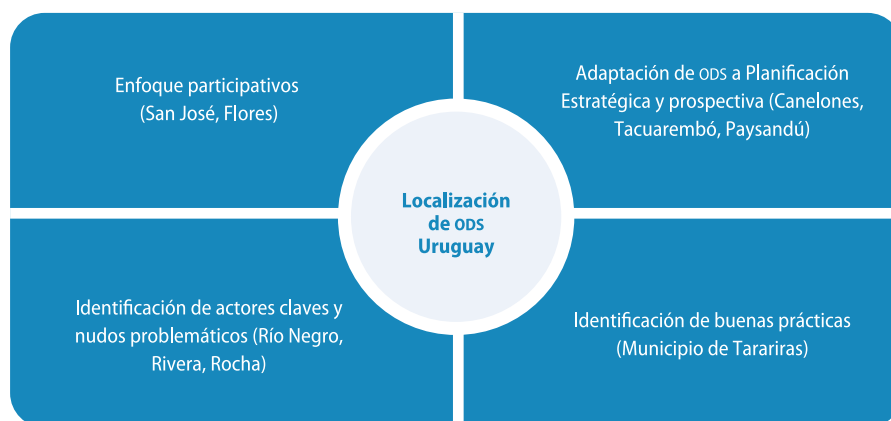 Enfoque participativos
(San José, Flores)
Adaptación de ODS a Planificación
Estratégica y prospectiva (Canelones,
Tacuarembó, Paysandú)
Localización
de ODS
Uruguay
Identificación de actores claves y
nudos problemáticos (Río Negro,
Rivera, Rocha)
Identificación de buenas prácticas
(Municipio de Tarariras)